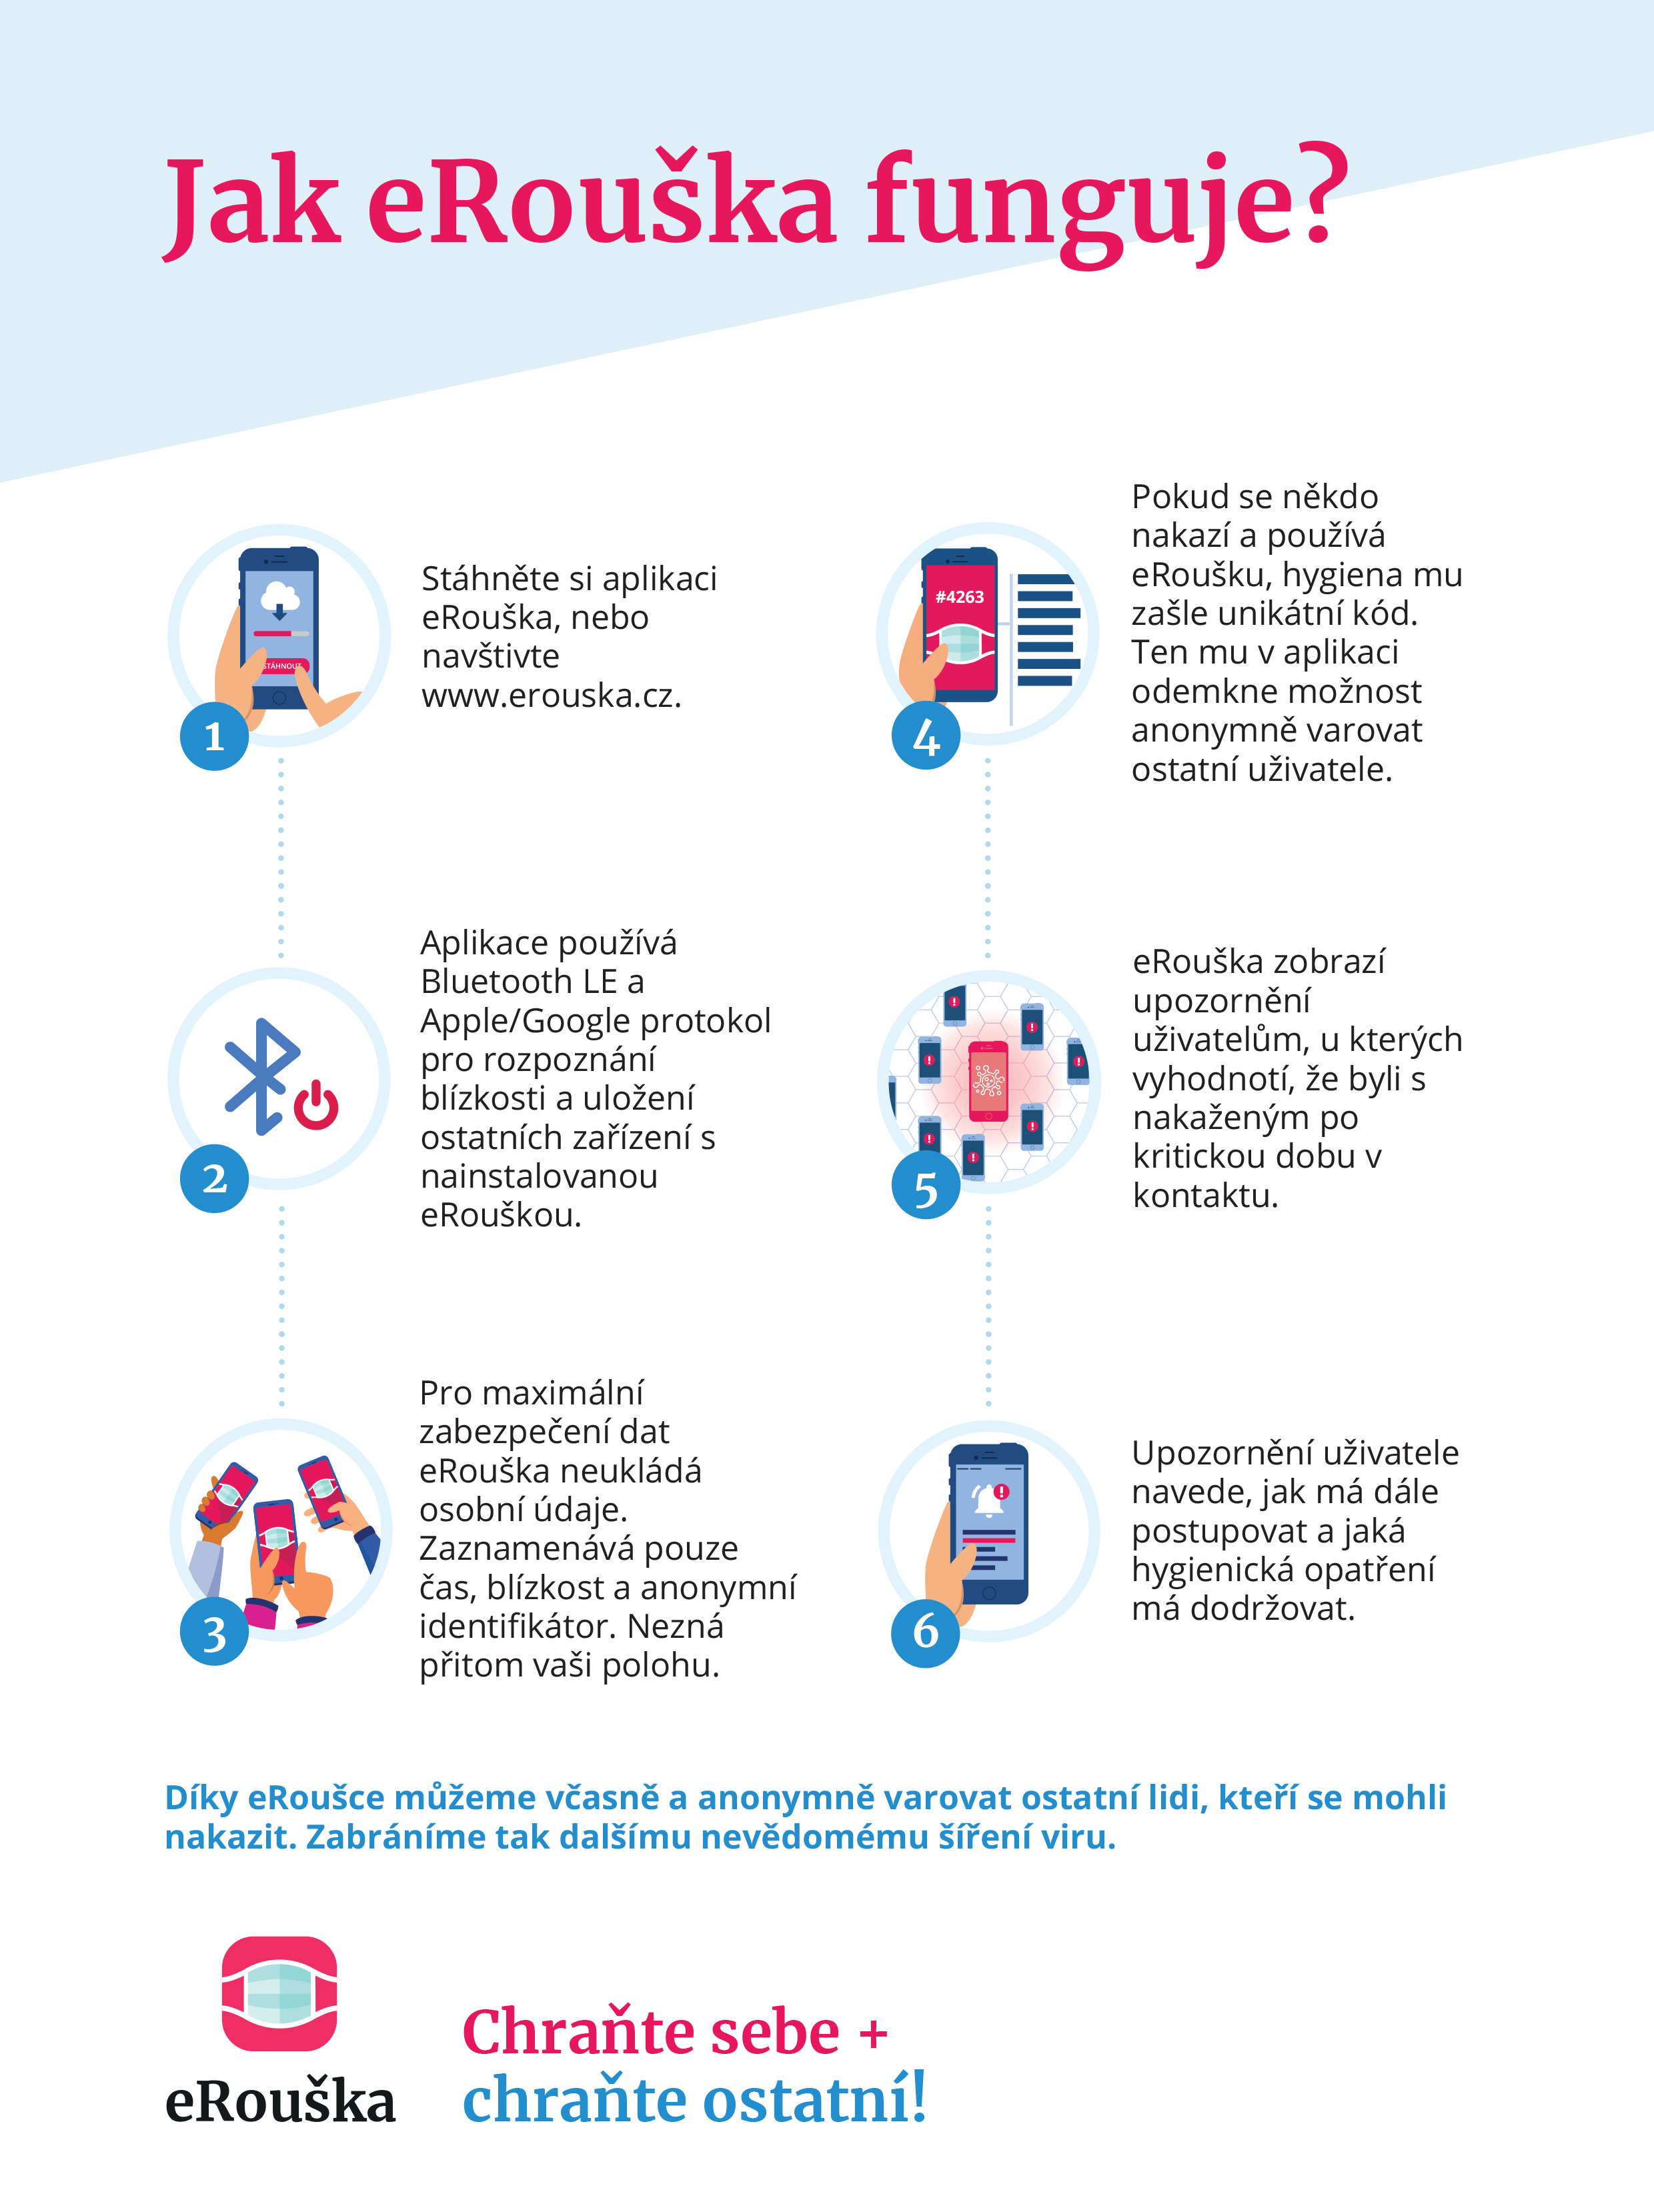 Jak eRouška funguje?
STÁHNOUT
1
Stáhněte si aplikaci
eRouška, nebo
navštivte
www.erouska.cz.
2
Aplikace používá
Bluetooth LE a
Apple/Google protokol
pro rozpoznání
blízkosti a uložení
ostatních zařízení s
nainstalovanou
eRouškou.
3
Pro maximální
zabezpečení dat
eRouška neukládá
osobní údaje.
Zaznamenává pouze
čas, blízkost a anonymní
identifikátor. Nezná
přitom vaši polohu.
#4263
4
Pokud se někdo
nakazí a používá
eRoušku, hygiena mu
zašle unikátní kód.
Ten mu v aplikaci
odemkne možnost
anonymně varovat
ostatní uživatele.
5
eRouška zobrazí
upozornění
uživatelům, u kterých
vyhodnotí, že byli s
nakaženým po
kritickou dobu v
kontaktu.
6
Upozornění uživatele
navede, jak má dále
postupovat a jaká
hygienická opatření
má dodržovat.
Díky eRoušce můžeme včasně a anonymně varovat ostatní lidi, kteří se mohli
nakazit. Zabráníme tak dalšímu nevědomému šíření viru.
eRouška
Chraňte sebe +
chraňte ostatní!